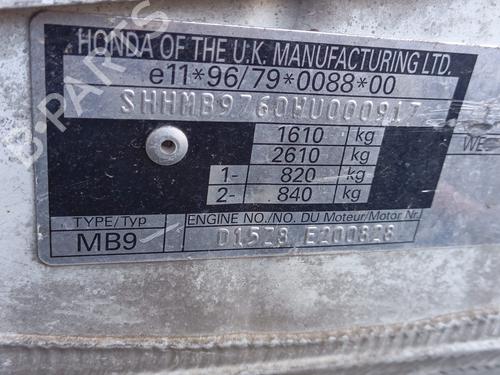 HONDA OF THE U.K. MANUFACTURING LTD.
e11*96/79*0088*00
SHHMB9760WU000917
1610 kg
2610 kg
1- 820 kg
2- 840 kg
WE
TYPE/Typ ENGINE NO./NO. DU Moteur/Motor Nr.
MB9 D15Z8 E200828